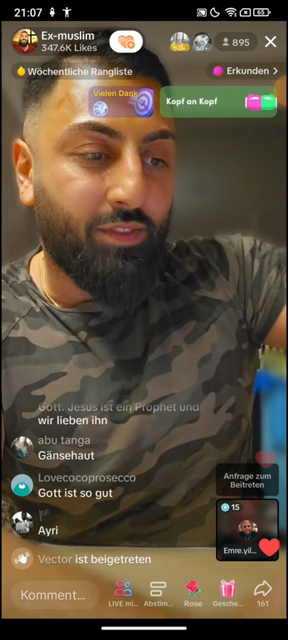 21:07
65
Ex-muslim
347.6K Likes
895
Wöchentliche Rangliste
Erkunden >
Vielen Dank
Kopf an Kopf
Gott. Jesus ist ein Prophet und
wir lieben ihn
abu tanga
Gänsehaut
Lovecocoprosecco
Gott ist so gut
Ayri
Vector ist beigetreten
Anfrage zum
Beitreten
15
Emre.yil...
Komment...
LIVE mi...
Abstim...
Rose
Gesche...
161